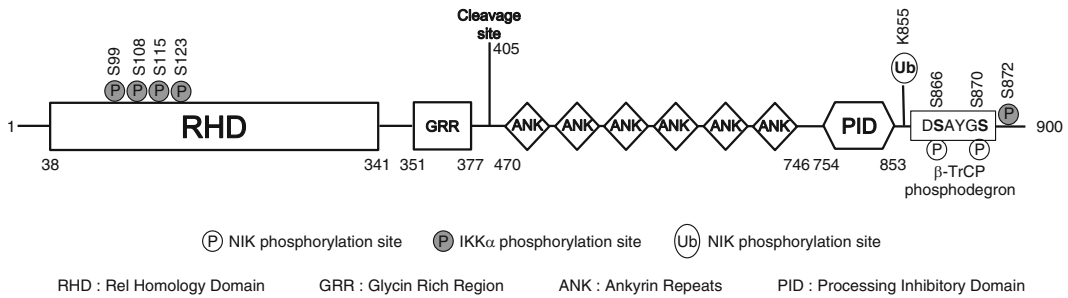 Cleavage
site
405
S99
S108
S115
S123
P P P P
K855
Ub
S866
S870
S872
P
1
RHD
GRR
ANK ANK ANK ANK ANK ANK
PID
DSAYGS
900
P P
38 341 351 377 470 746 754 853
β-TrCP
phosphodegron
P NIK phosphorylation site P IKKα phosphorylation site Ub NIK phosphorylation site
RHD : Rel Homology Domain GRR : Glycin Rich Region ANK : Ankyrin Repeats PID : Processing Inhibitory Domain